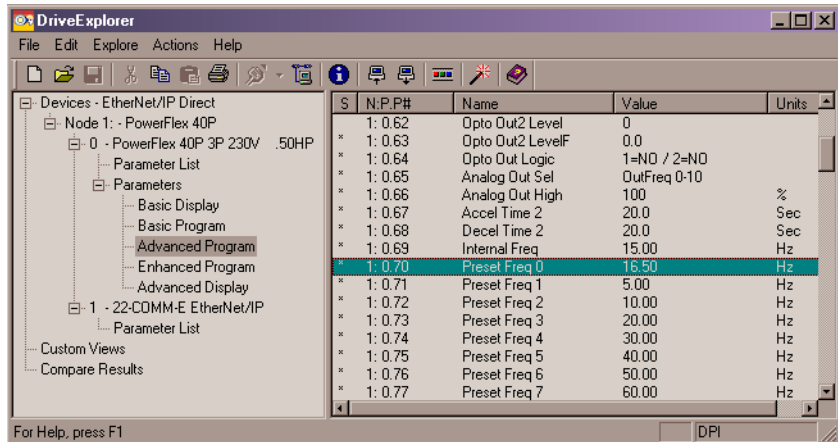 DriveExplorer
File Edit Explore Actions Help
Devices - EtherNet/IP Direct
Node 1: - PowerFlex 40P
0 - PowerFlex 40P 3P 230V .50HP
Parameter List
Parameters
Basic Display
Basic Program
Advanced Program
Enhanced Program
Advanced Display
1 - 22-COMM-E EtherNet/IP
Parameter List
Custom Views
Compare Results
S N:P.P# Name Value Units
1: 0.62 Opto Out2 Level 0
* 1: 0.63 Opto Out2 LevelF 0.0
* 1: 0.64 Opto Out Logic 1=NO / 2=NO
* 1: 0.65 Analog Out Sel OutFreq 0-10
* 1: 0.66 Analog Out High 100 %
* 1: 0.67 Accel Time 2 20.0 Sec
* 1: 0.68 Decel Time 2 20.0 Sec
* 1: 0.69 Internal Freq 15.00 Hz
* 1: 0.70 Preset Freq 0 16.50 Hz
* 1: 0.71 Preset Freq 1 5.00 Hz
* 1: 0.72 Preset Freq 2 10.00 Hz
* 1: 0.73 Preset Freq 3 20.00 Hz
* 1: 0.74 Preset Freq 4 30.00 Hz
* 1: 0.75 Preset Freq 5 40.00 Hz
* 1: 0.76 Preset Freq 6 50.00 Hz
* 1: 0.77 Preset Freq 7 60.00 Hz
For Help, press F1 DPI